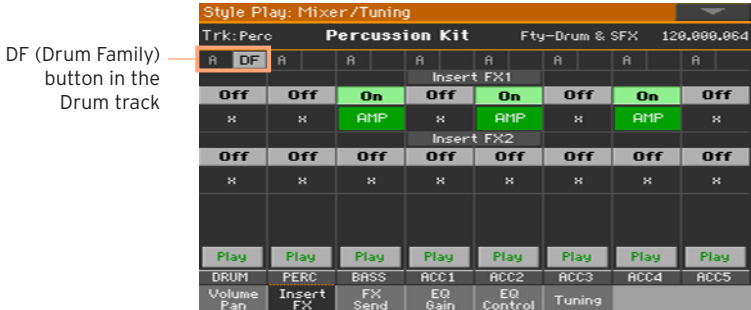 Style Play: Mixer/Tuning
Trk:Perc Percussion Kit Fty-Drum & SFX 120.000.064
DF (Drum Family)
button in the
Drum track
A DF A A A A A A A
Insert FX1
Off Off On Off On Off On Off
x x AMP x AMP x AMP x
Insert FX2
Off Off Off Off Off Off Off Off
x x x x x x x x
Play Play Play Play Play Play Play Play
DRUM PERC BASS ACC1 ACC2 ACC3 ACC4 ACC5
Volume Pan Insert FX FX Send EQ Gain EQ Control Tuning